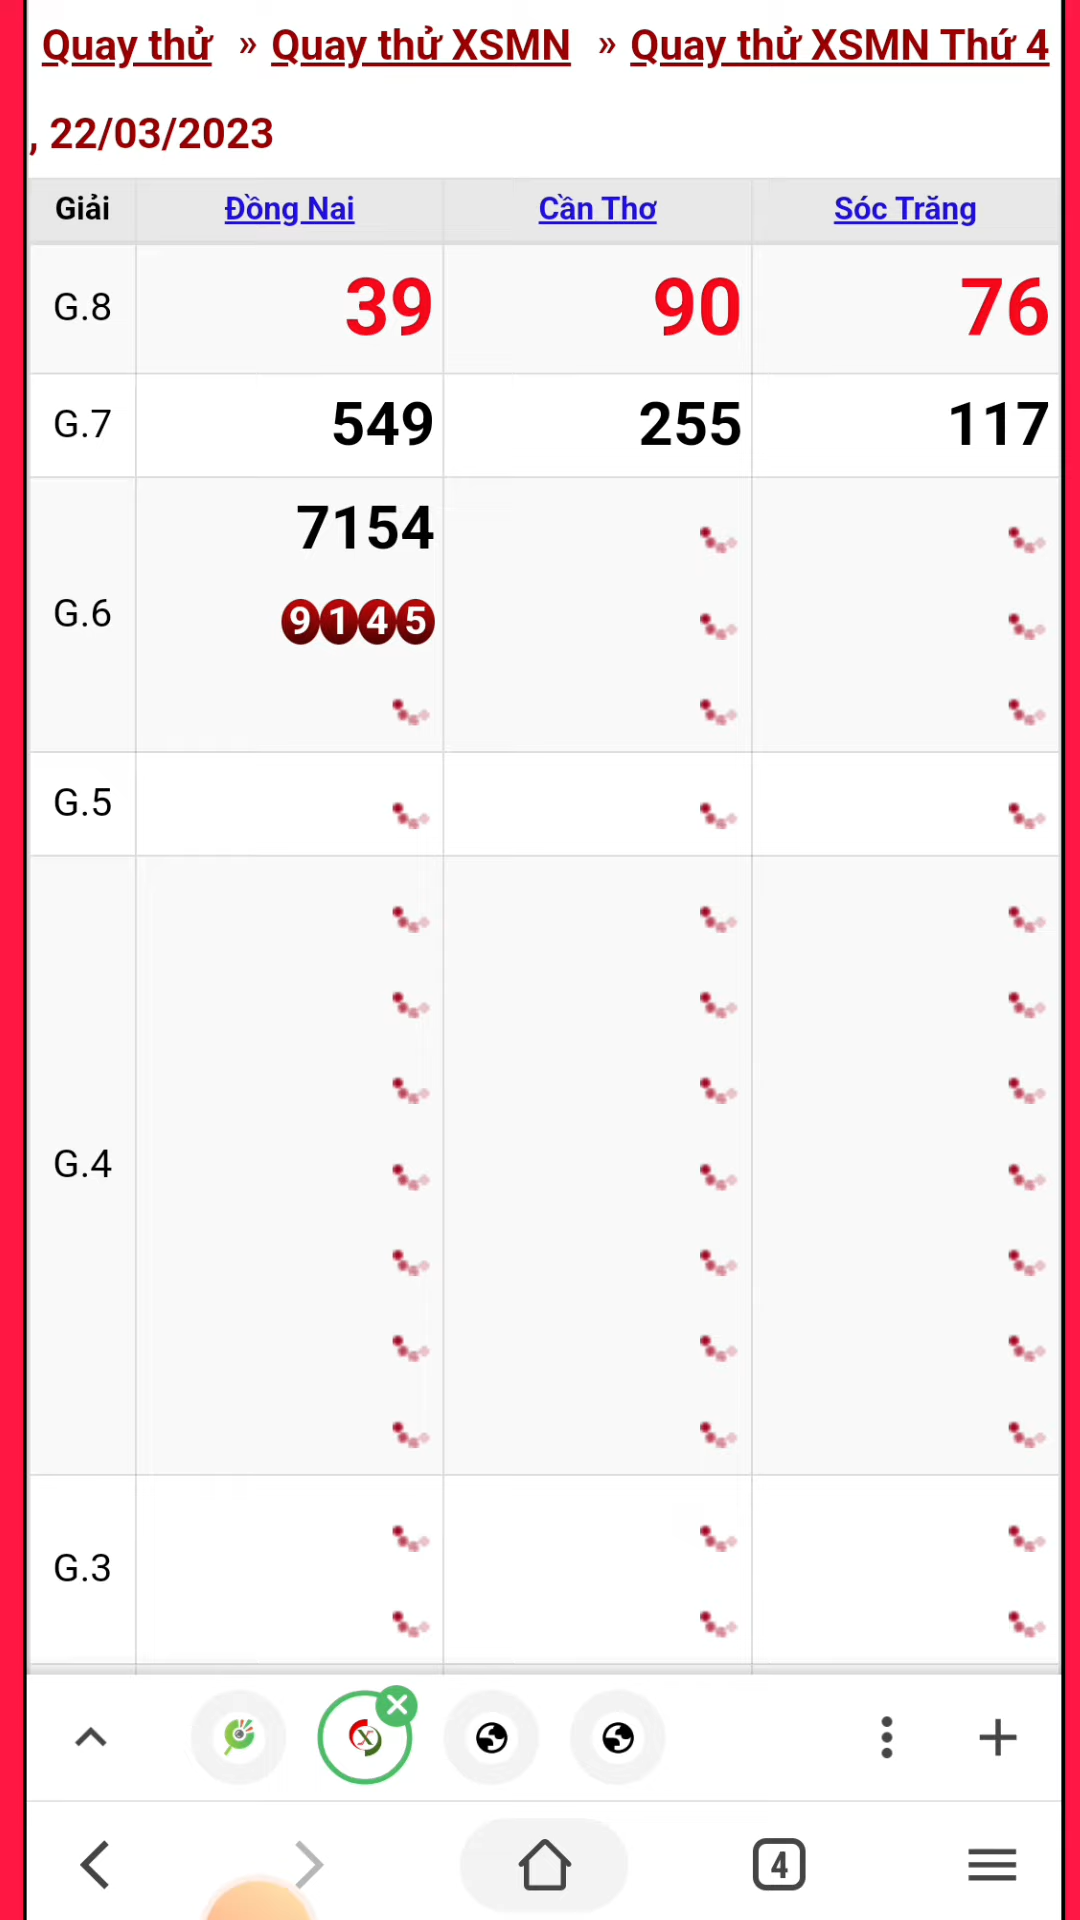 Quay thử » Quay thử XSMN » Quay thử XSMN Thứ 4
, 22/03/2023
Giải Đồng Nai Cần Thơ Sóc Trăng
G.8 39 90 76
G.7 549 255 117
G.6 7154
9145
G.5
G.4
G.3
4